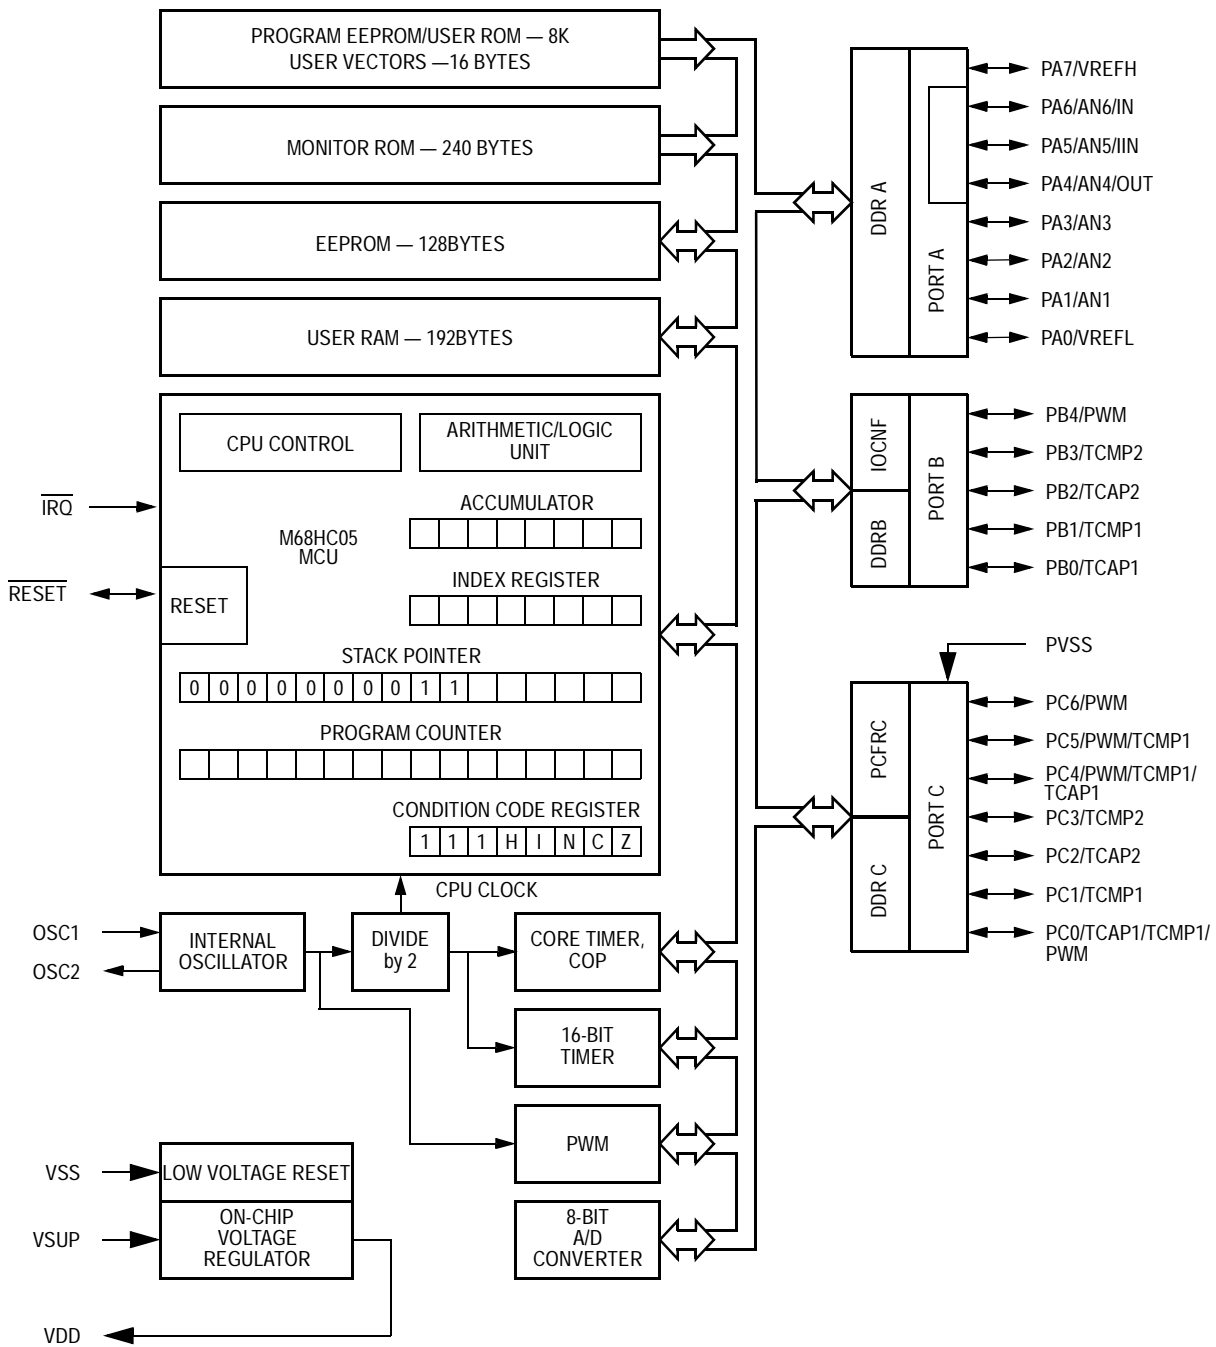 PROGRAM EEPROM/USER ROM — 8K
USER VECTORS —16 BYTES
MONITOR ROM — 240 BYTES
EEPROM — 128BYTES
USER RAM — 192BYTES
CPU CONTROL
ARITHMETIC/LOGIC
UNIT
ACCUMULATOR
M68HC05
MCU
INDEX REGISTER
IRQ
RESET
RESET
STACK POINTER
0 0 0 0 0 0 0 0 1 1
PROGRAM COUNTER
CONDITION CODE REGISTER
1 1 1 H I N C Z
CPU CLOCK
OSC1
OSC2
INTERNAL
OSCILLATOR
DIVIDE
by 2
CORE TIMER,
COP
16-BIT
TIMER
PWM
8-BIT
A/D
CONVERTER
VSS
LOW VOLTAGE RESET
VSUP
ON-CHIP
VOLTAGE
REGULATOR
VDD
DDR A
PORT A
PA7/VREFH
PA6/AN6/IN
PA5/AN5/IIN
PA4/AN4/OUT
PA3/AN3
PA2/AN2
PA1/AN1
PA0/VREFL
IOCNF
DDRB
PORT B
PB4/PWM
PB3/TCMP2
PB2/TCAP2
PB1/TCMP1
PB0/TCAP1
PVSS
PCFRC
DDR C
PORT C
PC6/PWM
PC5/PWM/TCMP1
PC4/PWM/TCMP1/
TCAP1
PC3/TCMP2
PC2/TCAP2
PC1/TCMP1
PC0/TCAP1/TCMP1/
PWM